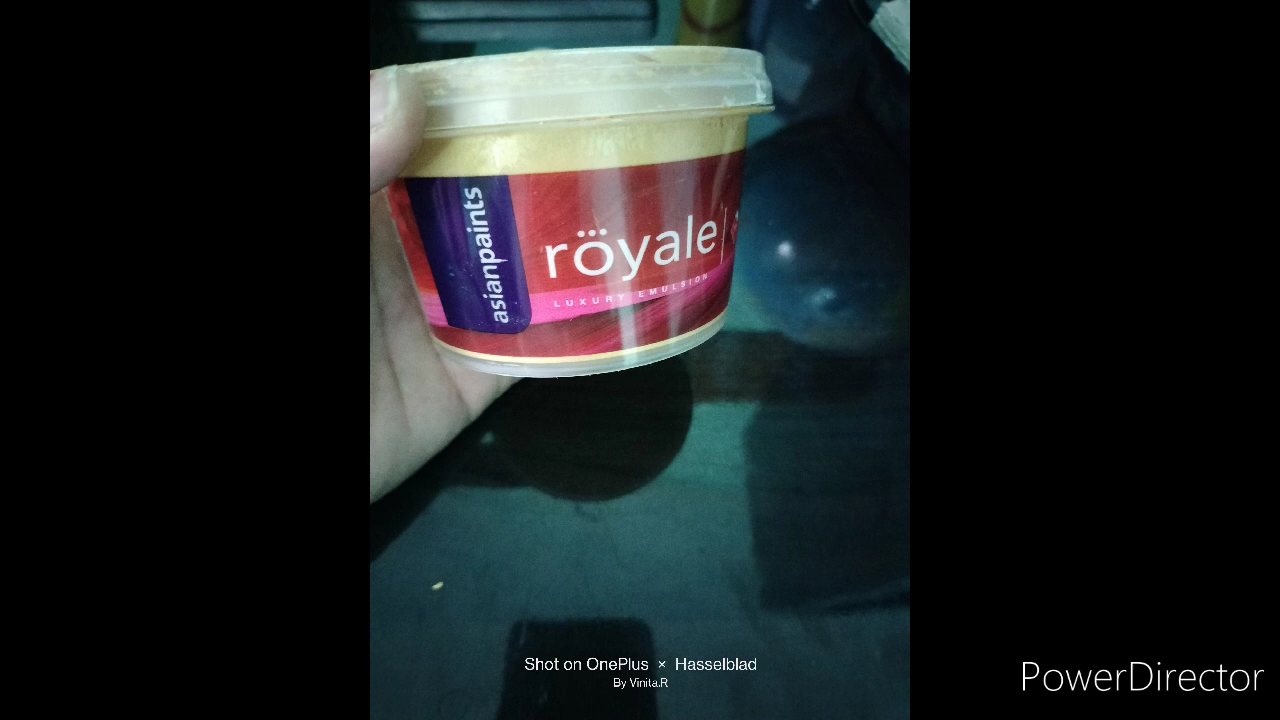 asianpaints
röyale
LUXURY EMULSION
Shot on OnePlus × Hasselblad
By Vinita.R
PowerDirector